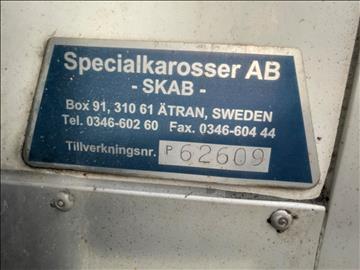 Specialkarosser AB
- SKAB -
Box 91, 310 61 ÄTRAN, SWEDEN
Tel. 0346-602 60 Fax. 0346-604 44
Tillverkningsnr. P 62609